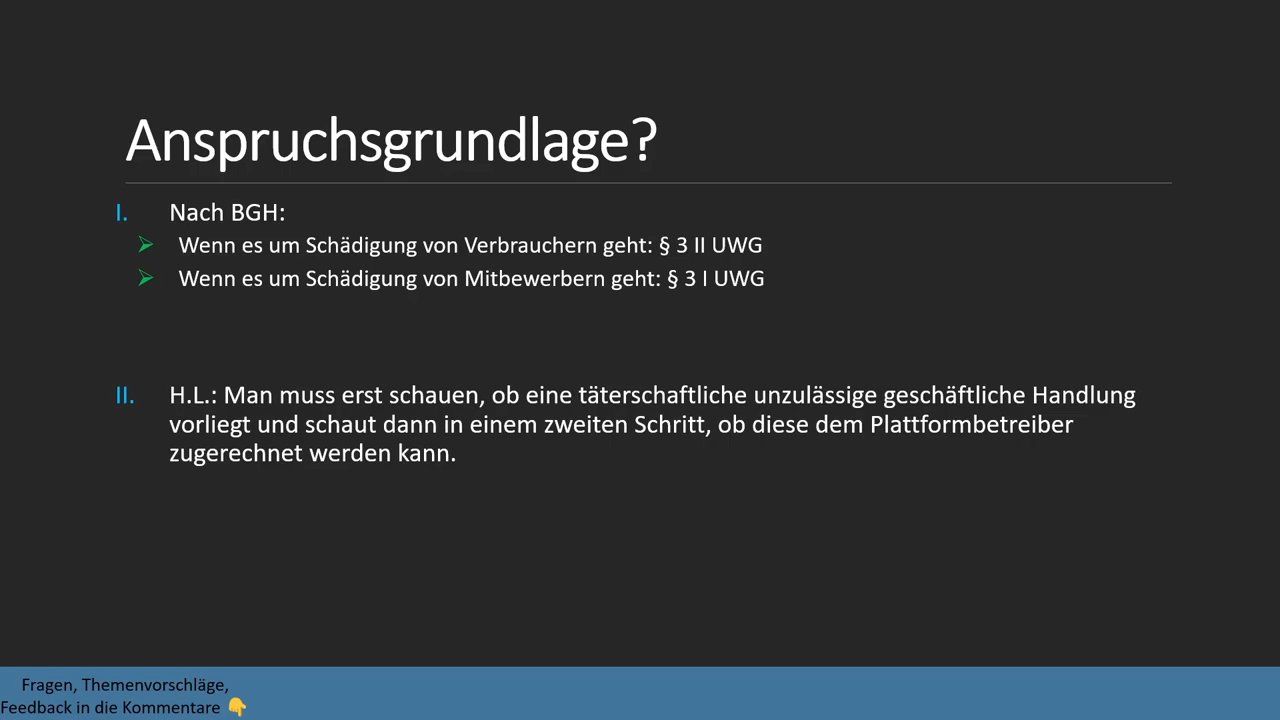 Anspruchsgrundlage?
I. Nach BGH:
➢ Wenn es um Schädigung von Verbrauchern geht: § 3 II UWG
➢ Wenn es um Schädigung von Mitbewerbern geht: § 3 I UWG
II. H.L.: Man muss erst schauen, ob eine täterschaftliche unzulässige geschäftliche Handlung
vorliegt und schaut dann in einem zweiten Schritt, ob diese dem Plattformbetreiber
zugerechnet werden kann.
Fragen, Themenvorschläge,
Feedback in die Kommentare 👇